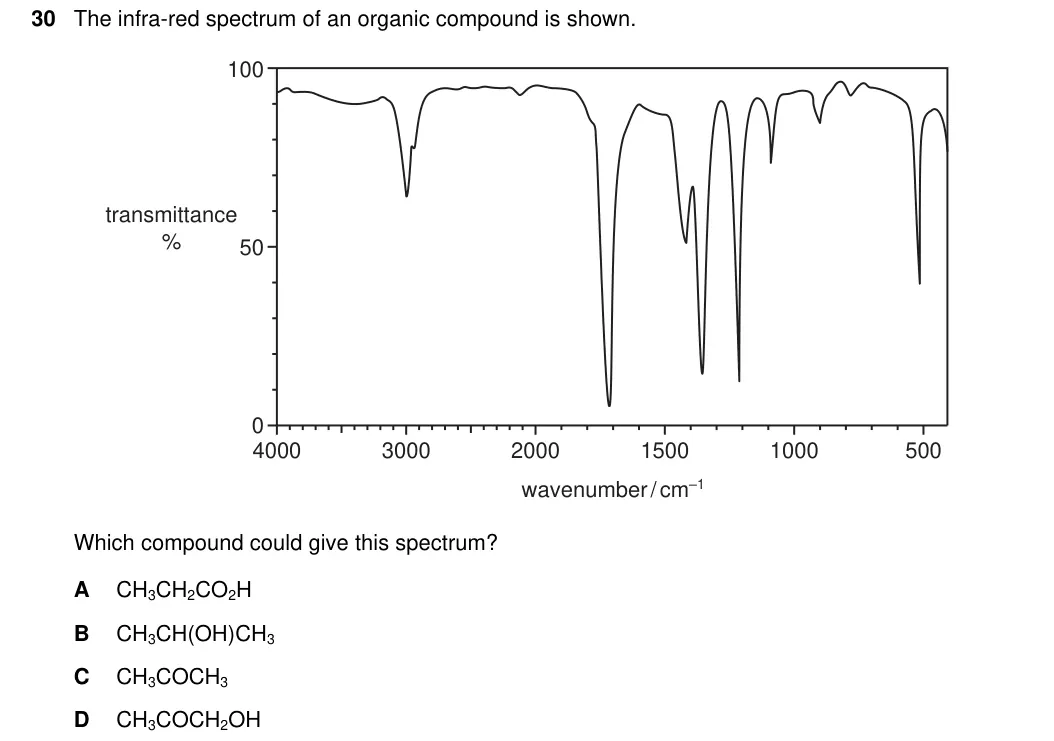 30 The infra-red spectrum of an organic compound is shown.
100
transmittance
%
50
0
4000 3000 2000 1500 1000 500
wavenumber / cm⁻¹
Which compound could give this spectrum?
A CH₃CH₂CO₂H
B CH₃CH(OH)CH₃
C CH₃COCH₃
D CH₃COCH₂OH